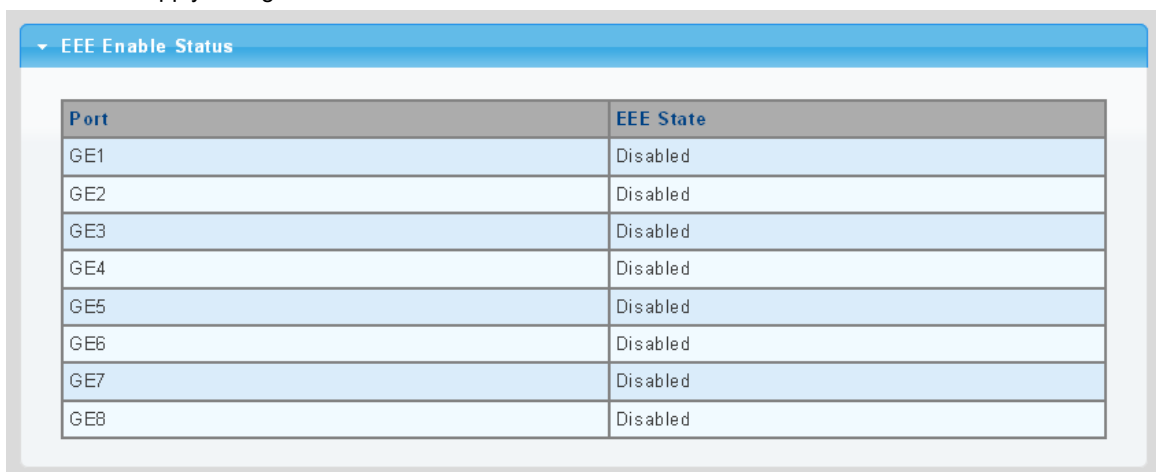 EEE Enable Status
Port EEE State
GE1 Disabled
GE2 Disabled
GE3 Disabled
GE4 Disabled
GE5 Disabled
GE6 Disabled
GE7 Disabled
GE8 Disabled